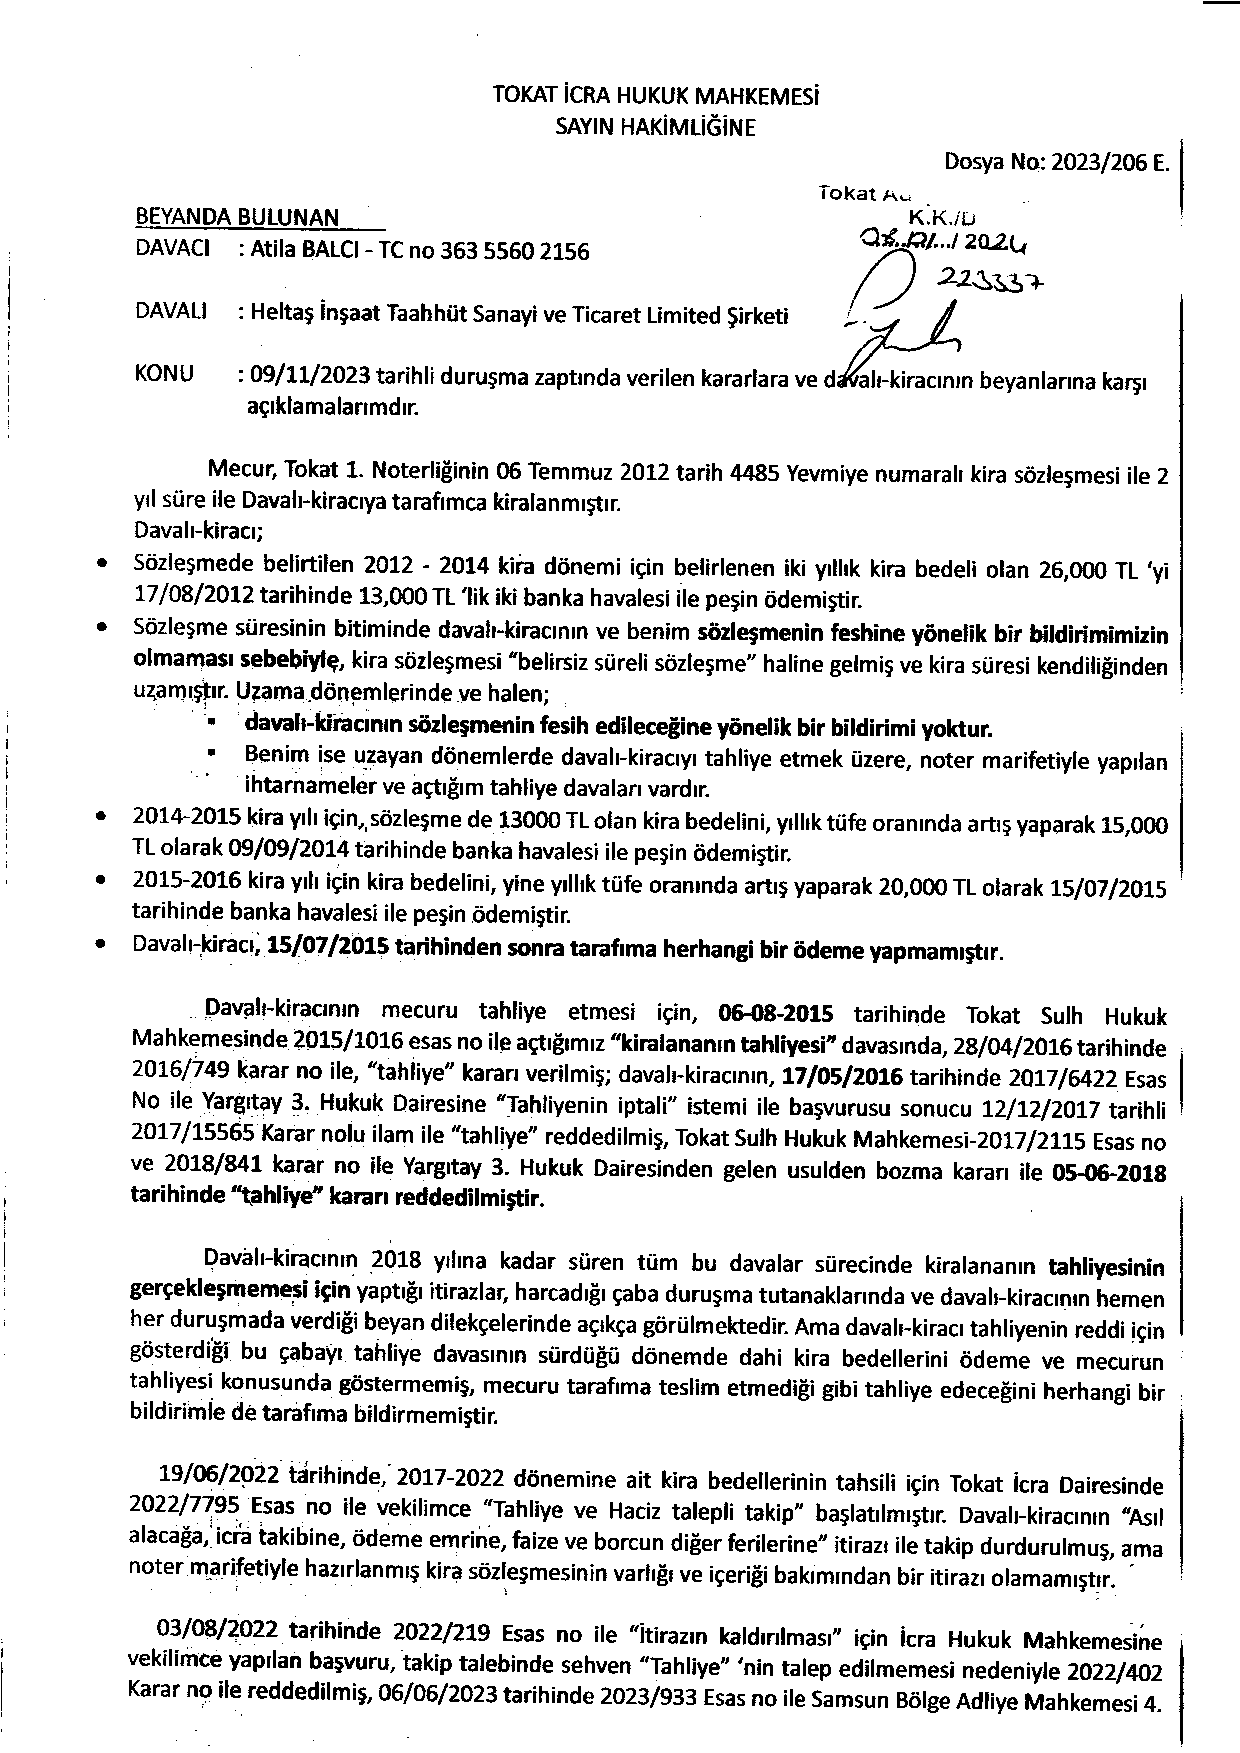 TOKAT İCRA HUKUK MAHKEMESİ
SAYIN HAKİMLİĞİNE
Dosya No: 2023/206 E.
Tokat
K.K./D
BEYANDA BULUNAN
DAVACI : Atila BALCI - TC no 363 5560 2156
/ 2024
223337
DAVALI : Heltaş İnşaat Taahhüt Sanayi ve Ticaret Limited Şirketi
KONU : 09/11/2023 tarihli duruşma zaptında verilen kararlara ve davalı-kiracının beyanlarına karşı
açıklamalarımdır.
Mecur, Tokat 1. Noterliğinin 06 Temmuz 2012 tarih 4485 Yevmiye numaralı kira sözleşmesi ile 2
yıl süre ile Davalı-kiracıya tarafımca kiralanmıştır.
Davalı-kiracı;
• Sözleşmede belirtilen 2012 - 2014 kira dönemi için belirlenen iki yıllık kira bedeli olan 26,000 TL 'yi
17/08/2012 tarihinde 13,000 TL 'lik iki banka havalesi ile peşin ödemiştir.
• Sözleşme süresinin bitiminde davalı-kiracının ve benim sözleşmenin feshine yönelik bir bildirimimizin
olmaması sebebiyle, kira sözleşmesi "belirsiz süreli sözleşme" haline gelmiş ve kira süresi kendiliğinden
uzamıştır. Uzama dönemlerinde ve halen;
▪ davalı-kiracının sözleşmenin fesih edileceğine yönelik bir bildirimi yoktur.
▪ Benim ise uzayan dönemlerde davalı-kiracıyı tahliye etmek üzere, noter marifetiyle yapılan
ihtarnameler ve açtığım tahliye davaları vardır.
• 2014-2015 kira yılı için, sözleşme de 13000 TL olan kira bedelini, yıllık tüfe oranında artış yaparak 15,000
TL olarak 09/09/2014 tarihinde banka havalesi ile peşin ödemiştir.
• 2015-2016 kira yılı için kira bedelini, yine yıllık tüfe oranında artış yaparak 20,000 TL olarak 15/07/2015
tarihinde banka havalesi ile peşin ödemiştir.
• Davalı-kiracı, 15/07/2015 tarihinden sonra tarafıma herhangi bir ödeme yapmamıştır.
Davalı-kiracının mecuru tahliye etmesi için, 06-08-2015 tarihinde Tokat Sulh Hukuk
Mahkemesinde 2015/1016 esas no ile açtığımız "kiralananın tahliyesi" davasında, 28/04/2016 tarihinde
2016/749 karar no ile, "tahliye" kararı verilmiş; davalı-kiracının, 17/05/2016 tarihinde 2017/6422 Esas
No ile Yargıtay 3. Hukuk Dairesine "Tahliyenin iptali" istemi ile başvurusu sonucu 12/12/2017 tarihli
2017/15565 Karar nolu ilam ile "tahliye" reddedilmiş, Tokat Sulh Hukuk Mahkemesi-2017/2115 Esas no
ve 2018/841 karar no ile Yargıtay 3. Hukuk Dairesinden gelen usulden bozma kararı ile 05-06-2018
tarihinde "tahliye" kararı reddedilmiştir.
Davalı-kiracının 2018 yılına kadar süren tüm bu davalar sürecinde kiralananın tahliyesinin
gerçekleşmemesi için yaptığı itirazlar, harcadığı çaba duruşma tutanaklarında ve davalı-kiracının hemen
her duruşmada verdiği beyan dilekçelerinde açıkça görülmektedir. Ama davalı-kiracı tahliyenin reddi için
gösterdiği bu çabayı tahliye davasının sürdüğü dönemde dahi kira bedellerini ödeme ve mecurun
tahliyesi konusunda göstermemiş, mecuru tarafıma teslim etmediği gibi tahliye edeceğini herhangi bir
bildirimle de tarafıma bildirmemiştir.
19/06/2022 tarihinde, 2017-2022 dönemine ait kira bedellerinin tahsili için Tokat İcra Dairesinde
2022/7795 Esas no ile vekilimce "Tahliye ve Haciz talepli takip" başlatılmıştır. Davalı-kiracının "Asıl
alacağa, icra takibine, ödeme emrine, faize ve borcun diğer ferilerine" itirazı ile takip durdurulmuş, ama
noter marifetiyle hazırlanmış kira sözleşmesinin varlığı ve içeriği bakımından bir itirazı olamamıştır.
03/08/2022 tarihinde 2022/219 Esas no ile "itirazın kaldırılması" için İcra Hukuk Mahkemesine
vekilimce yapılan başvuru, takip talebinde sehven "Tahliye" 'nin talep edilmemesi nedeniyle 2022/402
Karar no ile reddedilmiş, 06/06/2023 tarihinde 2023/933 Esas no ile Samsun Bölge Adliye Mahkemesi 4.